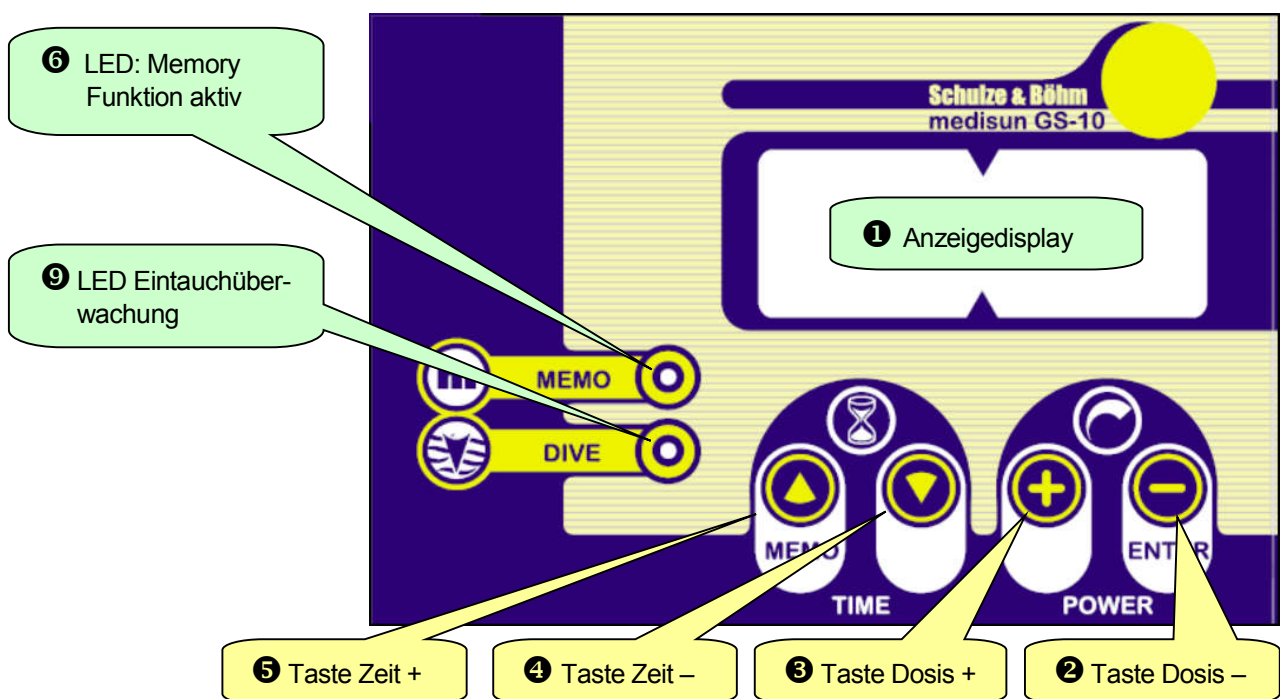 ❻ LED: Memory
Funktion aktiv
Schulze & Böhm
medisun GS-10
❶ Anzeigedisplay
❾ LED Eintauchüber-
wachung
MEMO
DIVE
MEMO
ENTER
TIME
POWER
❺ Taste Zeit +
❹ Taste Zeit –
❸ Taste Dosis +
❷ Taste Dosis –